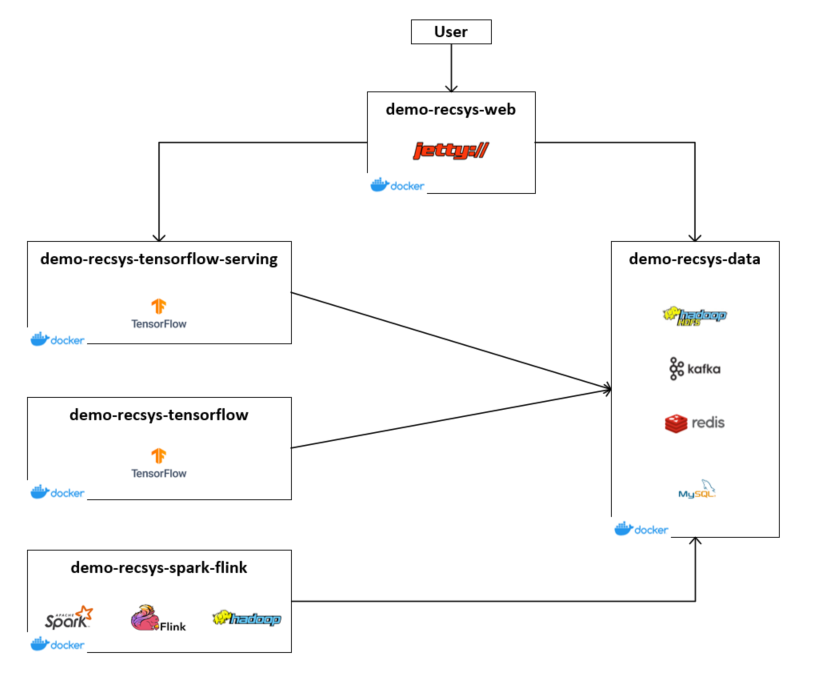 User
demo-recsys-web
jetty://
docker
demo-recsys-tensorflow-serving
TensorFlow
docker
demo-recsys-data
hadoop
HDFS
kafka
redis
MySQL
docker
demo-recsys-tensorflow
TensorFlow
docker
demo-recsys-spark-flink
APACHE
Spark
Flink
hadoop
docker